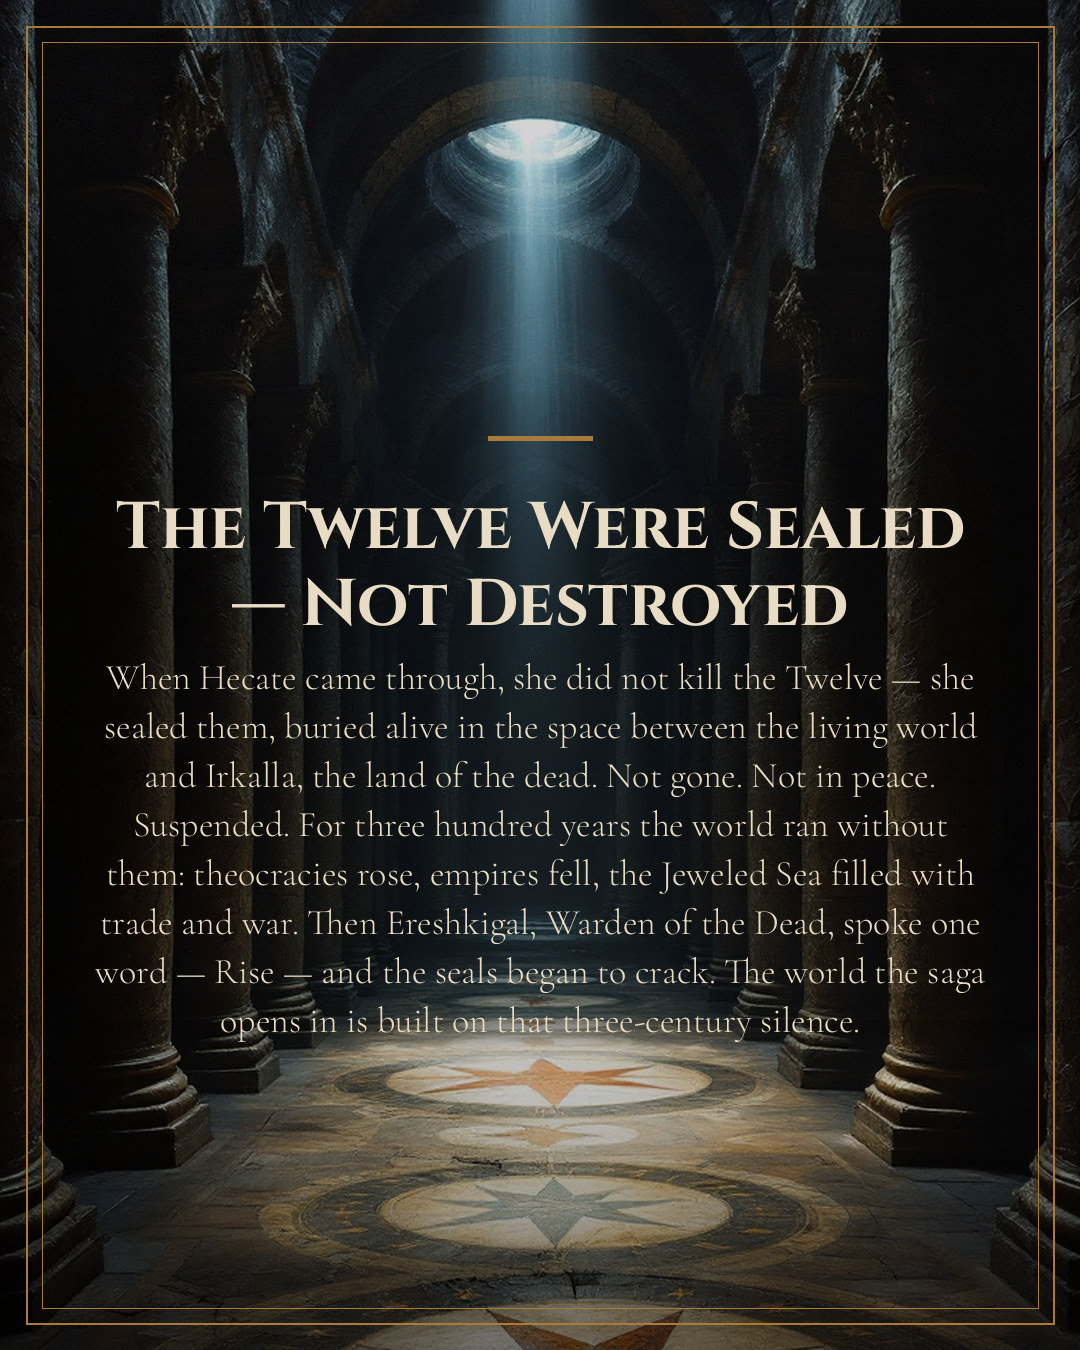 The Twelve Were Sealed
— Not Destroyed
When Hecate came through, she did not kill the Twelve — she
sealed them, buried alive in the space between the living world
and Irkalla, the land of the dead. Not gone. Not in peace.
Suspended. For three hundred years the world ran without
them: theocracies rose, empires fell, the Jeweled Sea filled with
trade and war. Then Ereshkigal, Warden of the Dead, spoke one
word — Rise — and the seals began to crack. The world the saga
opens in is built on that three-century silence.